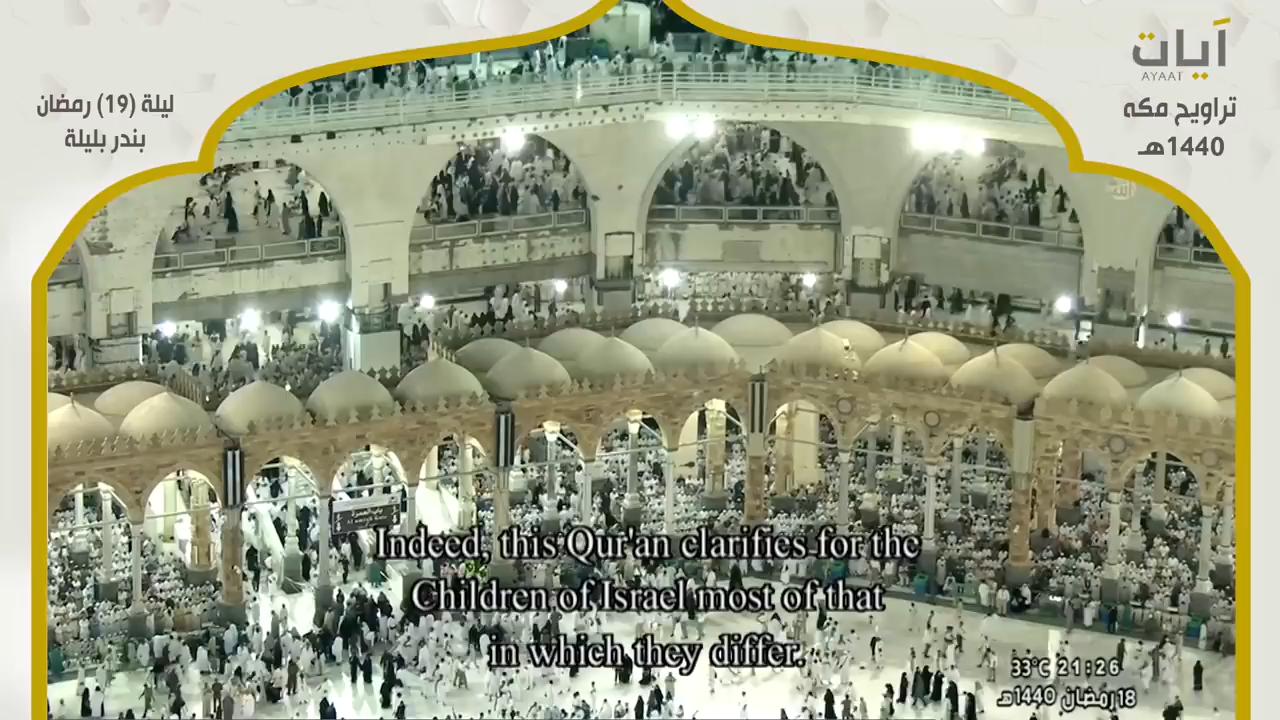 آيات
AYAAT
تراويح مكه
1440هـ
ليلة (19) رمضان
بندر بليلة
Indeed, this Qur'an clarifies for the
Children of Israel most of that
in which they differ.
33°C 21:26
18 رمضان 1440هـ